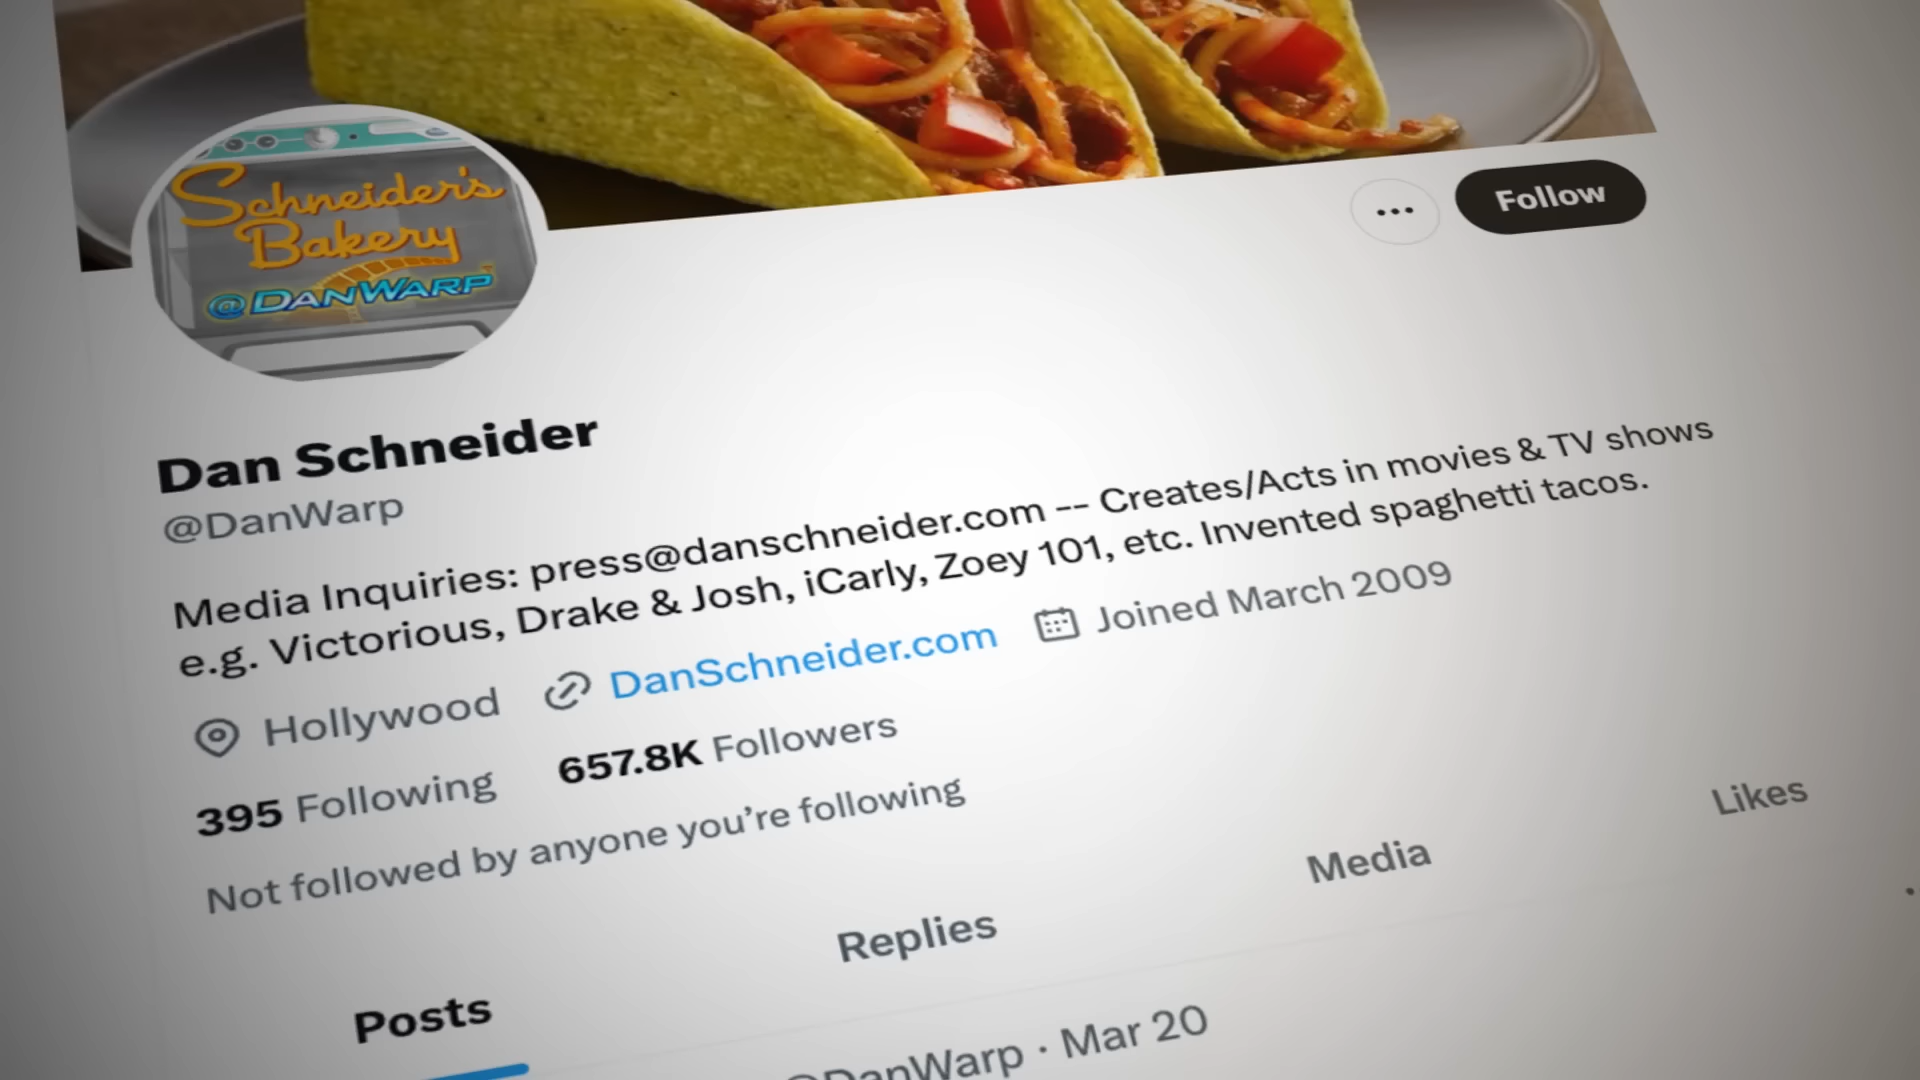 Schneider's
Bakery
@DANWARP
...
Follow
Dan Schneider
@DanWarp
Media Inquiries: press@danschneider.com -- Creates/Acts in movies & TV shows
e.g. Victorious, Drake & Josh, iCarly, Zoey 101, etc. Invented spaghetti tacos.
Hollywood DanSchneider.com Joined March 2009
395 Following 657.8K Followers
Not followed by anyone you're following
Posts Replies Media Likes
@DanWarp · Mar 20